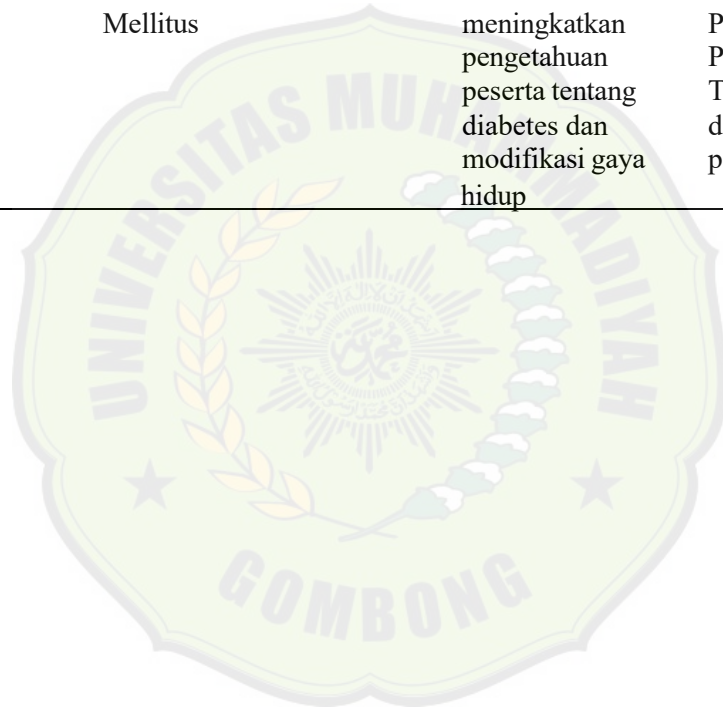 Mellitus
meningkatkan
pengetahuan
peserta tentang
diabetes dan
modifikasi gaya
hidup
P
P
T
d
p
UNIVERSITAS MUHAMMADIYAH
GOMBONG